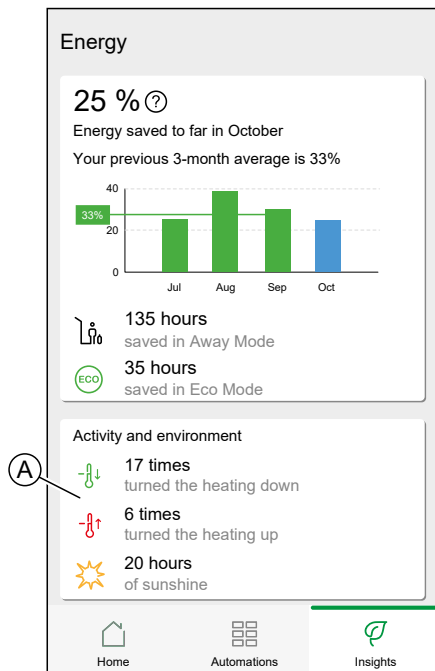 Energy
25 % ?
Energy saved to far in October
Your previous 3-month average is 33%
40
33%
20
0
Jul Aug Sep Oct
135 hours
saved in Away Mode
ECO
35 hours
saved in Eco Mode
Activity and environment
A
17 times
turned the heating down
6 times
turned the heating up
20 hours
of sunshine
Home Automations Insights